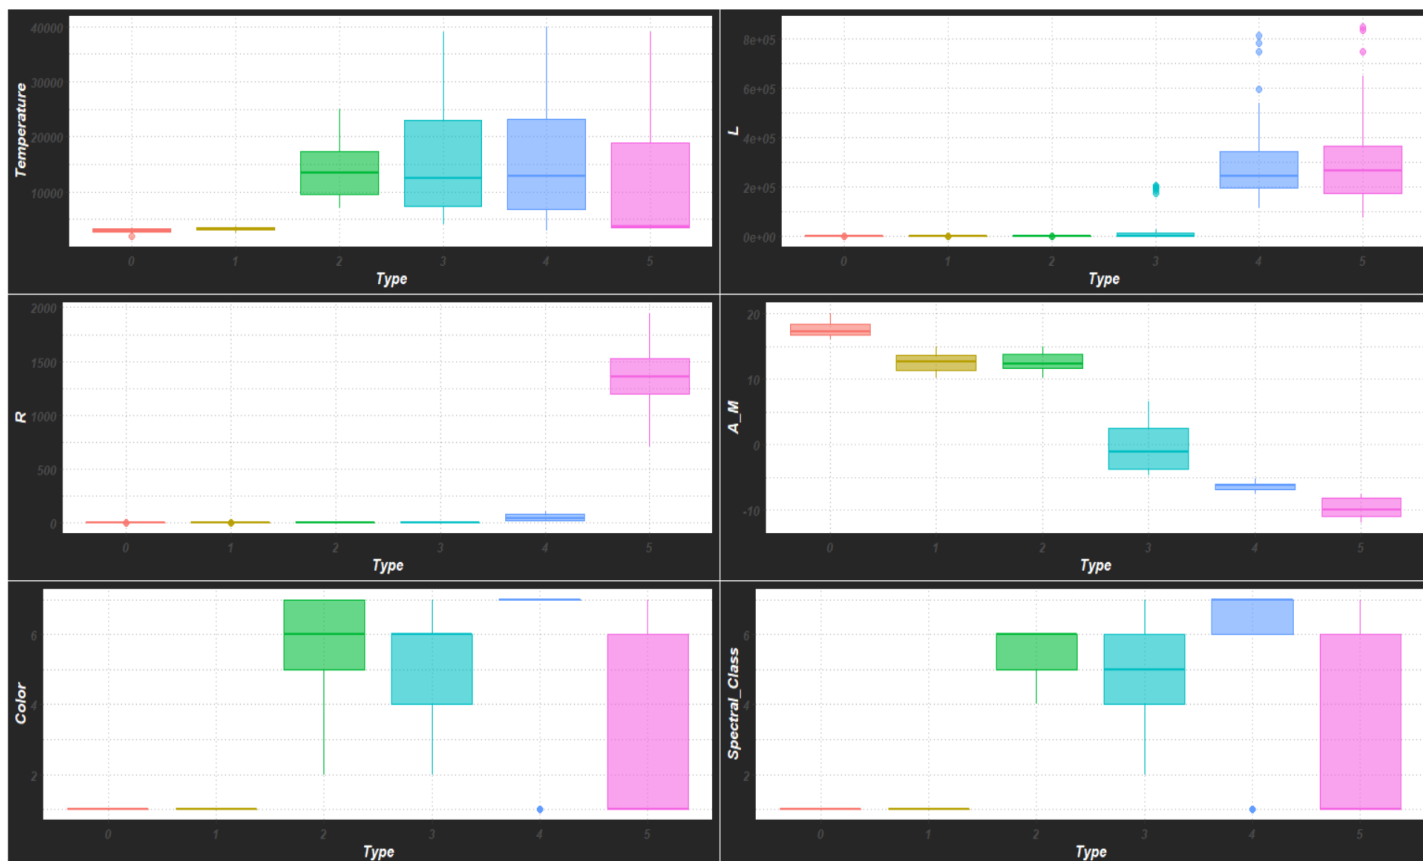 40000
30000
20000
10000
Temperature
0 1 2 3 4 5
Type
8e+05
6e+05
4e+05
2e+05
0e+00
L
0 1 2 3 4 5
Type
2000
1500
1000
500
0
R
0 1 2 3 4 5
Type
20
10
0
-10
A_M
0 1 2 3 4 5
Type
6
4
2
Color
0 1 2 3 4 5
Type
6
4
2
Spectral_Class
0 1 2 3 4 5
Type